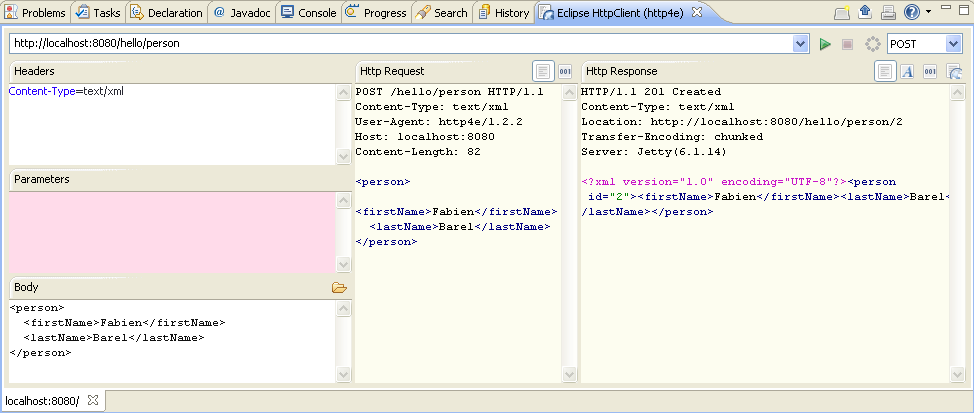 Problems Tasks Declaration @ Javadoc Console Progress Search History Eclipse HttpClient (http4e)
http://localhost:8080/hello/person POST
Headers
Content-Type=text/xml
Parameters
Body
<person>
  <firstName>Fabien</firstName>
  <lastName>Barel</lastName>
</person>
Http Request 001
POST /hello/person HTTP/1.1
Content-Type: text/xml
User-Agent: http4e/1.2.2
Host: localhost:8080
Content-Length: 82
<person>
<firstName>Fabien</firstName>
  <lastName>Barel</lastName>
</person>
Http Response A 001
HTTP/1.1 201 Created
Content-Type: text/xml
Location: http://localhost:8080/hello/person/2
Transfer-Encoding: chunked
Server: Jetty(6.1.14)
<?xml version="1.0" encoding="UTF-8"?><person
 id="2"><firstName>Fabien</firstName><lastName>Barel<
/lastName></person>
localhost:8080/